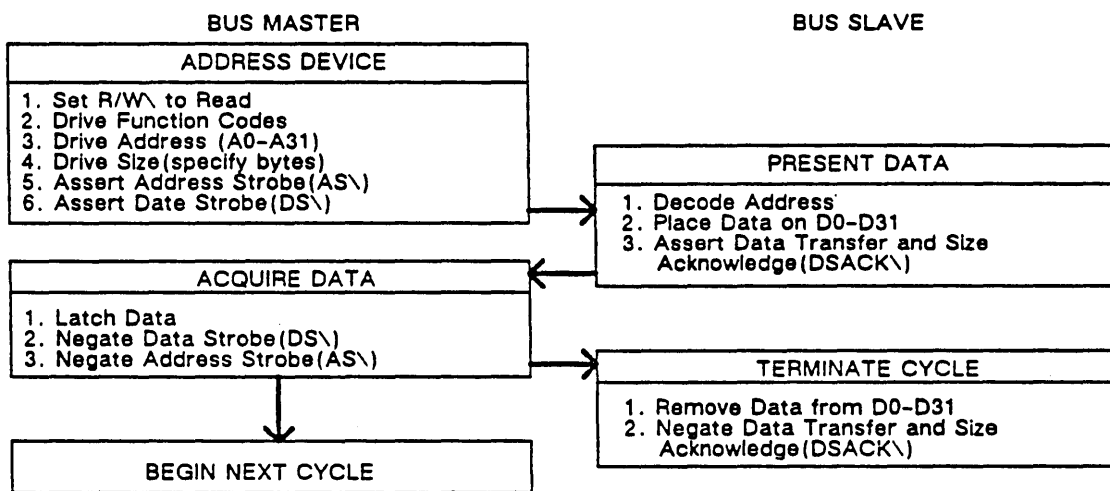 BUS MASTER
BUS SLAVE
ADDRESS DEVICE
1. Set R/W\ to Read
2. Drive Function Codes
3. Drive Address (A0-A31)
4. Drive Size(specify bytes)
5. Assert Address Strobe(AS\)
6. Assert Date Strobe(DS\)
PRESENT DATA
1. Decode Address
2. Place Data on D0-D31
3. Assert Data Transfer and Size
Acknowledge(DSACK\)
ACQUIRE DATA
1. Latch Data
2. Negate Data Strobe(DS\)
3. Negate Address Strobe(AS\)
TERMINATE CYCLE
1. Remove Data from D0-D31
2. Negate Data Transfer and Size
Acknowledge(DSACK\)
BEGIN NEXT CYCLE